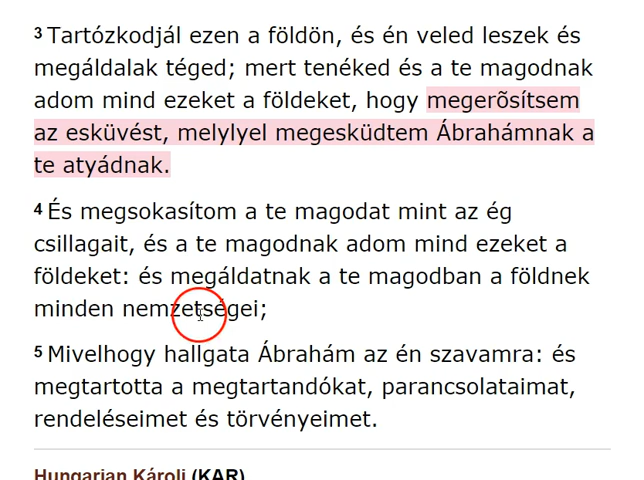 3 Tartózkodjál ezen a földön, és én veled leszek és
megáldalak téged; mert tenéked és a te magodnak
adom mind ezeket a földeket, hogy megerõsítsem
az esküvést, melylyel megesküdtem Ábrahámnak a
te atyádnak.
4 És megsokasítom a te magodat mint az ég
csillagait, és a te magodnak adom mind ezeket a
földeket: és megáldatnak a te magodban a földnek
minden nemzetségei;
5 Mivelhogy hallgata Ábrahám az én szavamra: és
megtartotta a megtartandókat, parancsolataimat,
rendeléseimet és törvényeimet.
Hungarian Károli (KAR)